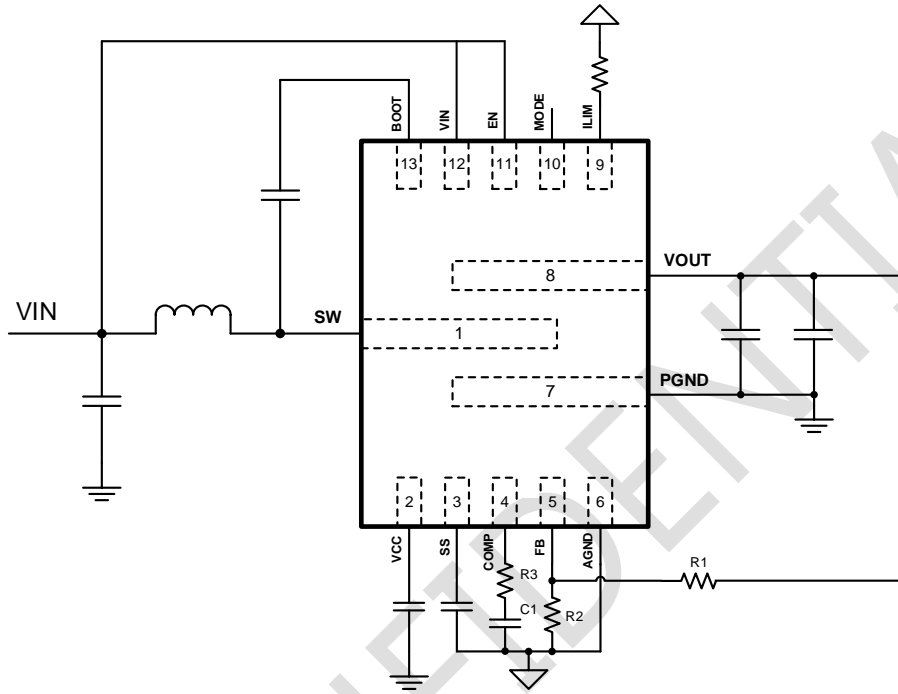 BOOT
VIN
EN
MODE
ILIM
13
12
11
10
9
VOUT
8
VIN
SW
1
PGND
7
2
3
4
5
6
VCC
SS
COMP
FB
AGND
R3
R1
C1
R2